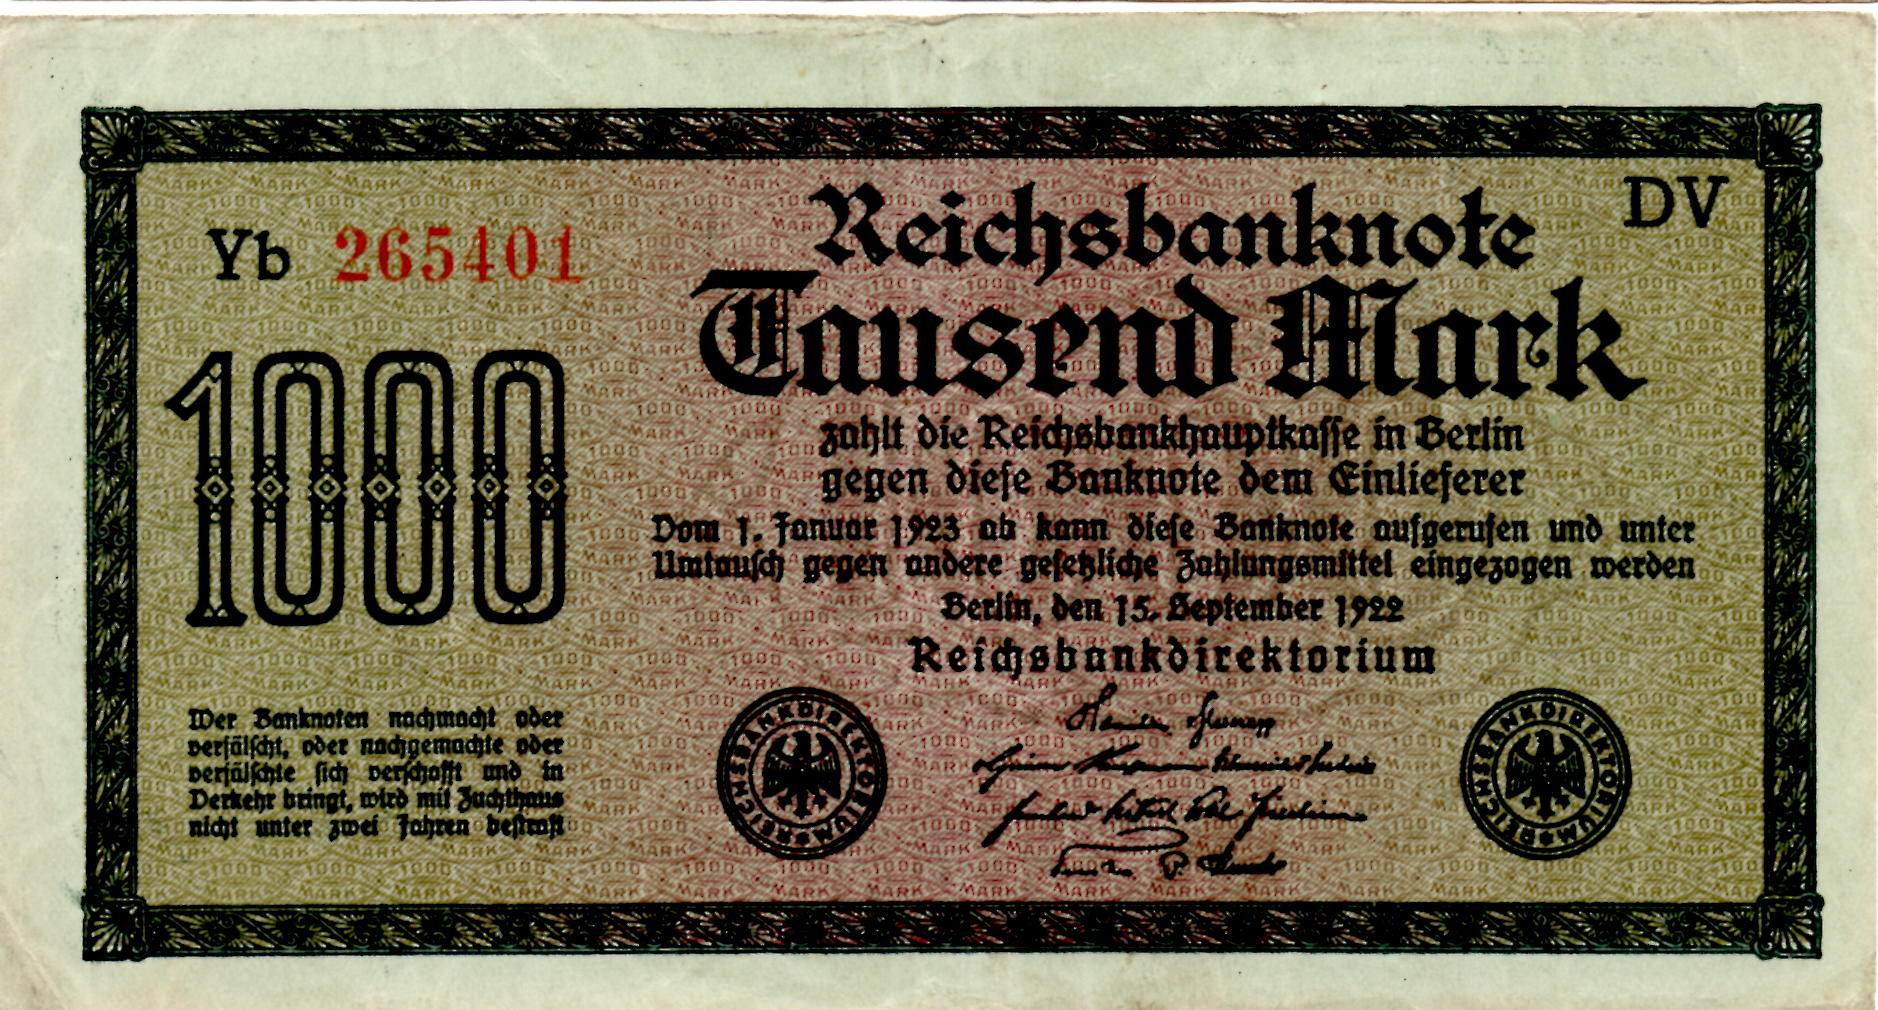 Reichsbanknote
DV
Yb 265401
Tausend Mark
1000
zahlt die Reichsbankhauptkasse in Berlin
gegen diese Banknote dem Einlieferer
Vom 1. Januar 1923 ab kann diese Banknote aufgerufen und unter
Umtausch gegen andere gesetzliche Zahlungsmittel eingezogen werden
Berlin, den 15. September 1922
Reichsbankdirektorium
Wer Banknoten nachmacht oder
verfälscht, oder nachgemachte oder
verfälschte sich verschafft und in
Verkehr bringt, wird mit Zuchthaus
nicht unter zwei Jahren bestraft
REICHSBANKDIREKTORIUM
REICHSBANKDIREKTORIUM